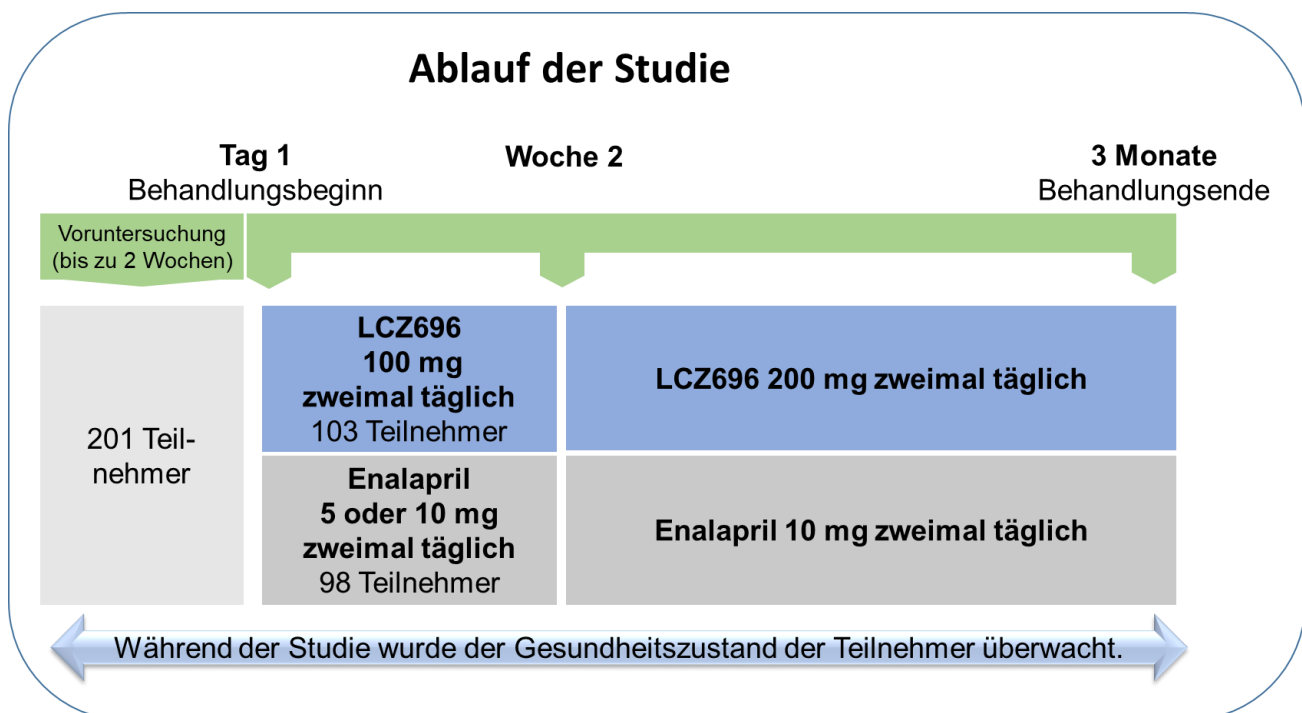 Ablauf der Studie
Tag 1
Behandlungsbeginn
Woche 2
3 Monate
Behandlungsende
Voruntersuchung
(bis zu 2 Wochen)
201 Teil-
nehmer
LCZ696
100 mg
zweimal täglich
103 Teilnehmer
LCZ696 200 mg zweimal täglich
Enalapril
5 oder 10 mg
zweimal täglich
98 Teilnehmer
Enalapril 10 mg zweimal täglich
Während der Studie wurde der Gesundheitszustand der Teilnehmer überwacht.